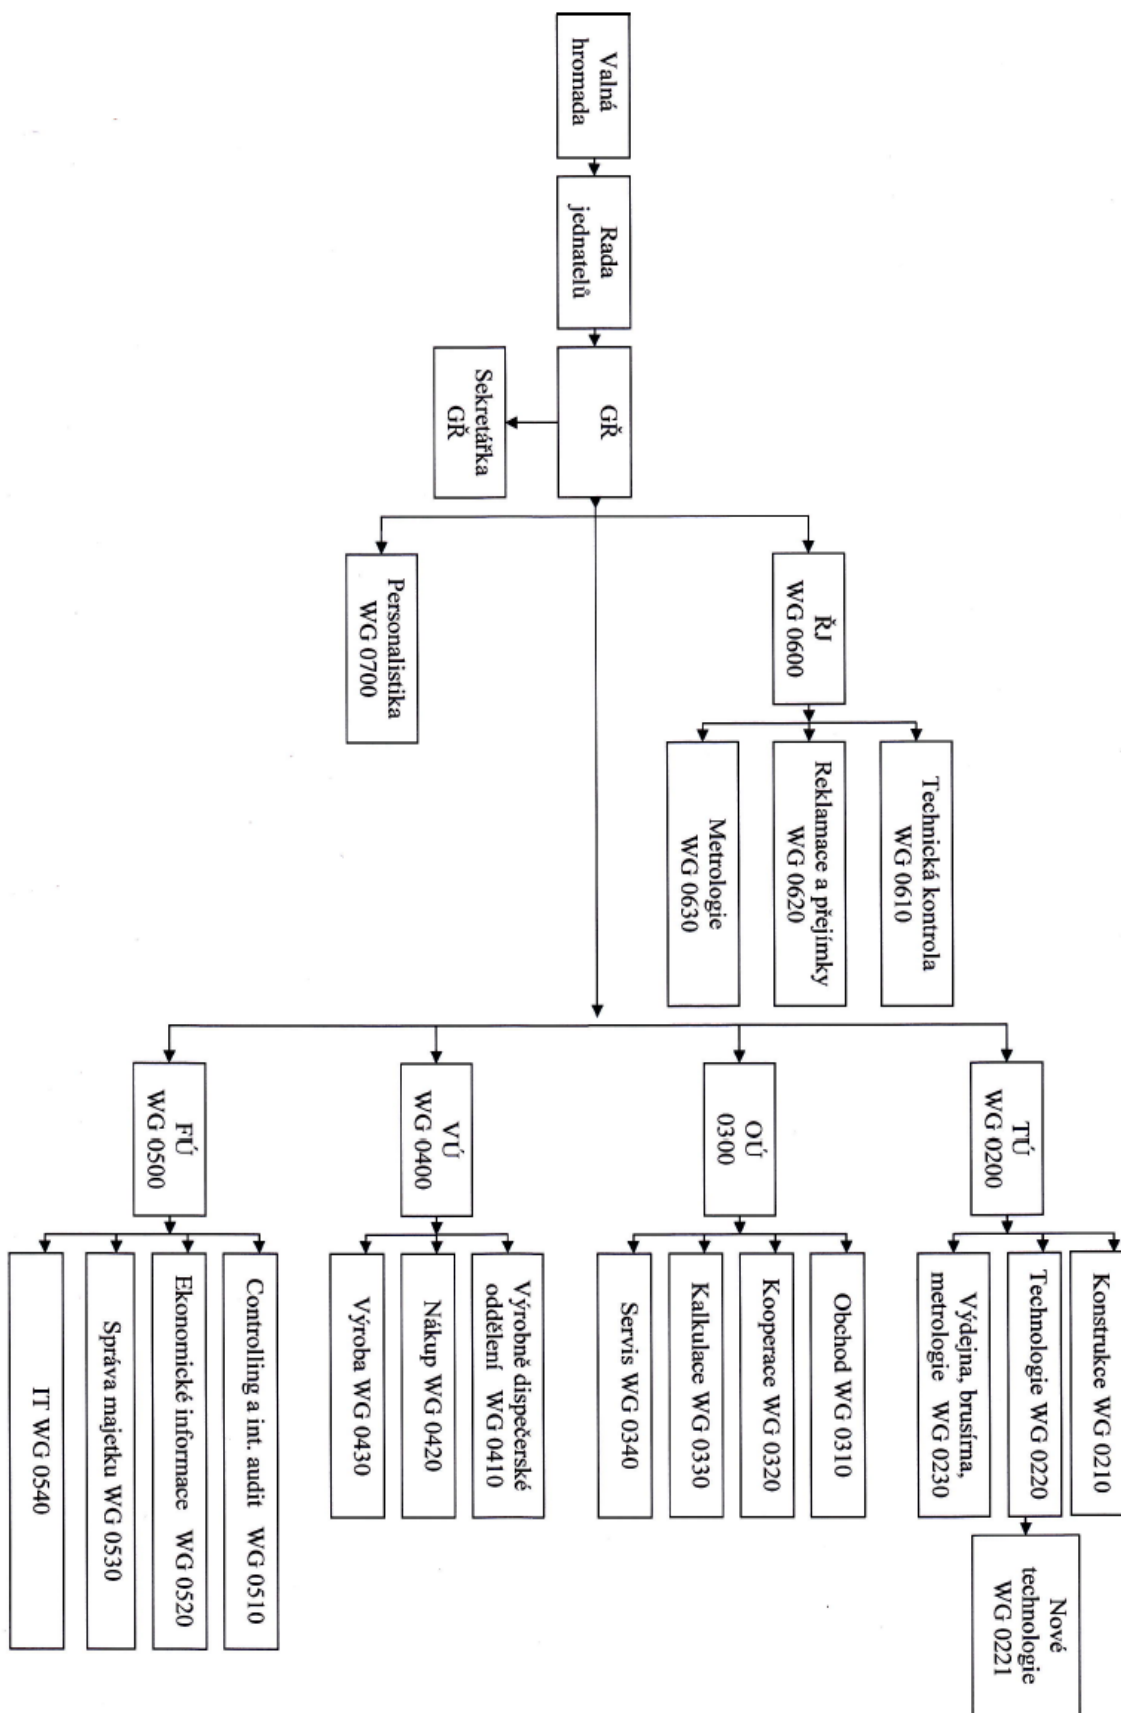 Valná
hromada
Rada
jednatelů
GŘ
Sekretářka
GŘ
ŘJ
WG 0600
Personalistika
WG 0700
Technická kontrola
WG 0610
Reklamace a přejímky
WG 0620
Metrologie
WG 0630
TÚ
WG 0200
OÚ
0300
VÚ
WG 0400
FÚ
WG 0500
Konstrukce WG 0210
Technologie WG 0220
Výdejna, brusírna,
metrologie WG 0230
Nové
technologie
WG 0221
Obchod WG 0310
Kooperace WG 0320
Kalkulace WG 0330
Servis WG 0340
Výrobně dispečerské
oddělení WG 0410
Nákup WG 0420
Výroba WG 0430
Controlling a int. audit WG 0510
Ekonomické informace WG 0520
Správa majetku WG 0530
IT WG 0540